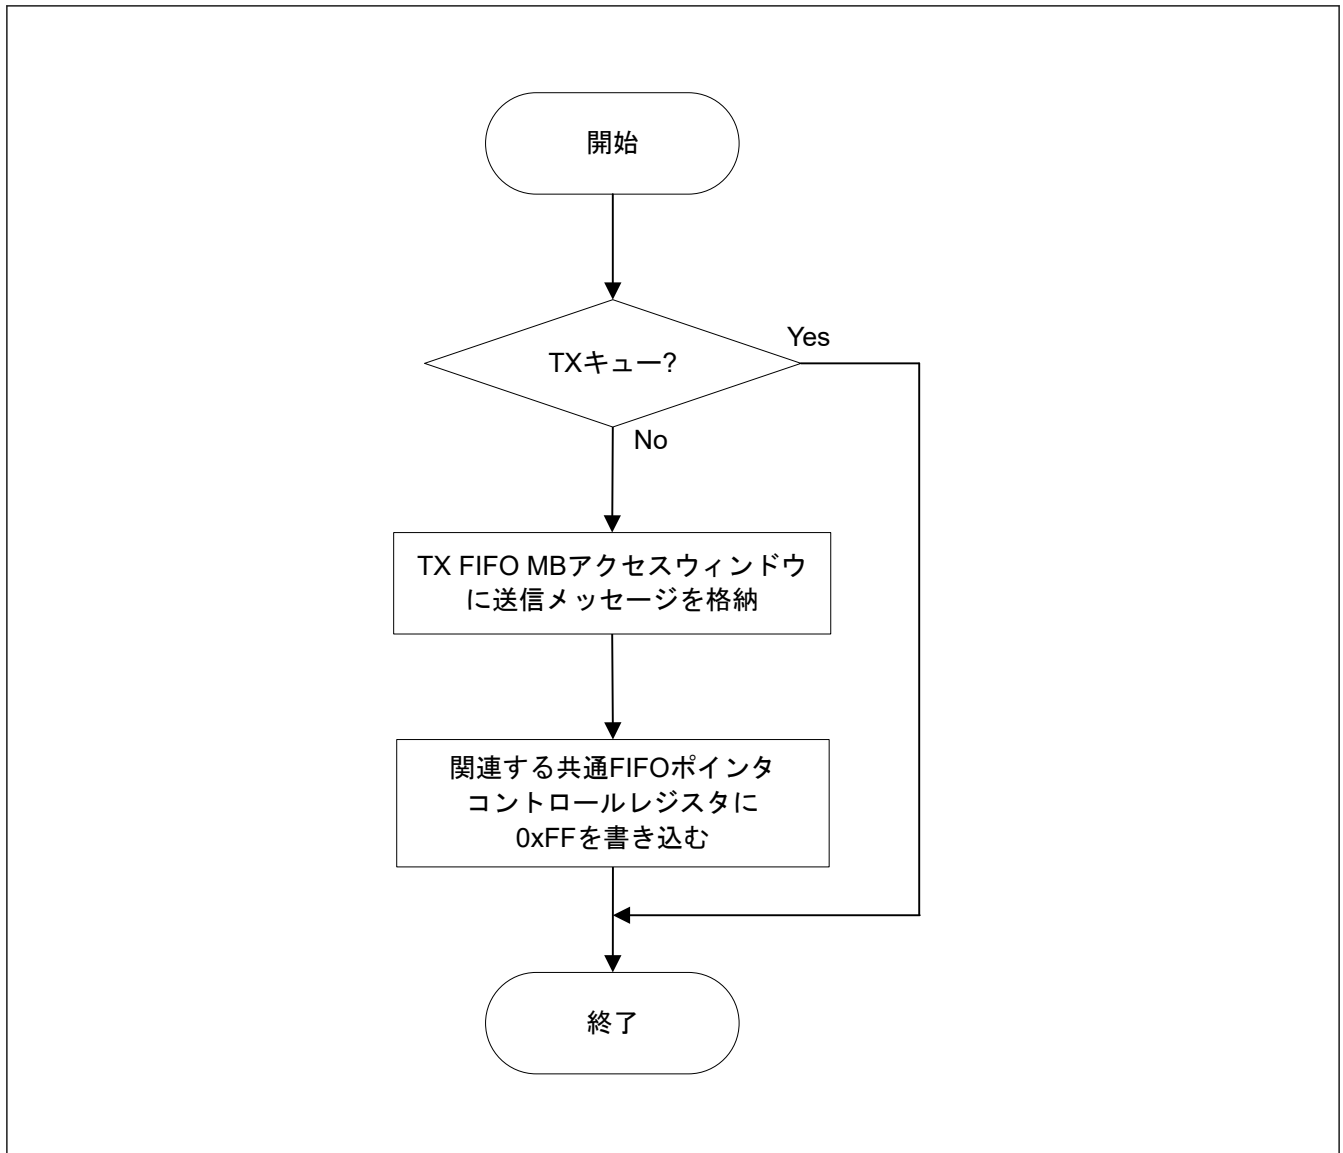 開始
TXキュー?
Yes
No
TX FIFO MBアクセスウィンドウ
に送信メッセージを格納
関連する共通FIFOポインタ
コントロールレジスタに
0xFFを書き込む
終了